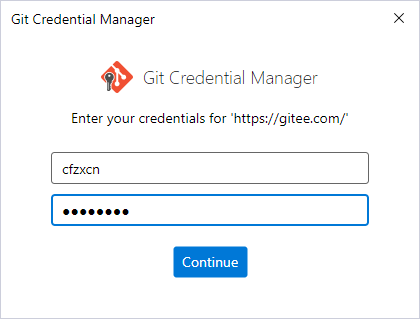 Git Credential Manager
Git Credential Manager
Enter your credentials for 'https://gitee.com/'
cfzxcn
●●●●●●●●
Continue